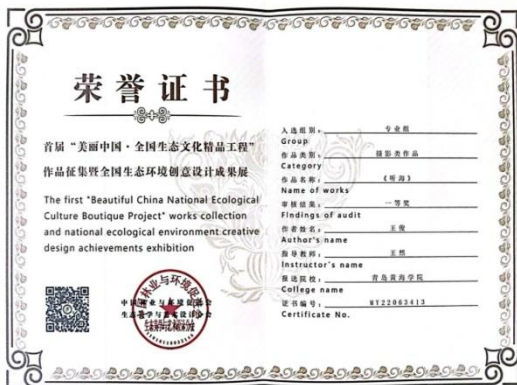 荣誉证书
首届“美丽中国·全国生态文化精品工程”
作品征集暨全国生态环境创意设计成果展
The first "Beautiful China National Ecological
Culture Boutique Project" works collection
and national ecological environment creative
design achievements exhibition
入选组别: 专业组
Group
作品类别: 摄影类作品
Category
作品名称: 《听海》
Name of works
审核结果: 一等奖
Findings of audit
作者姓名: 王俊
Author's name
指导教师: 王然
Instructor's name
报送院校: 青岛黄海学院
College name
证书编号: MY22063413
Certificate No.